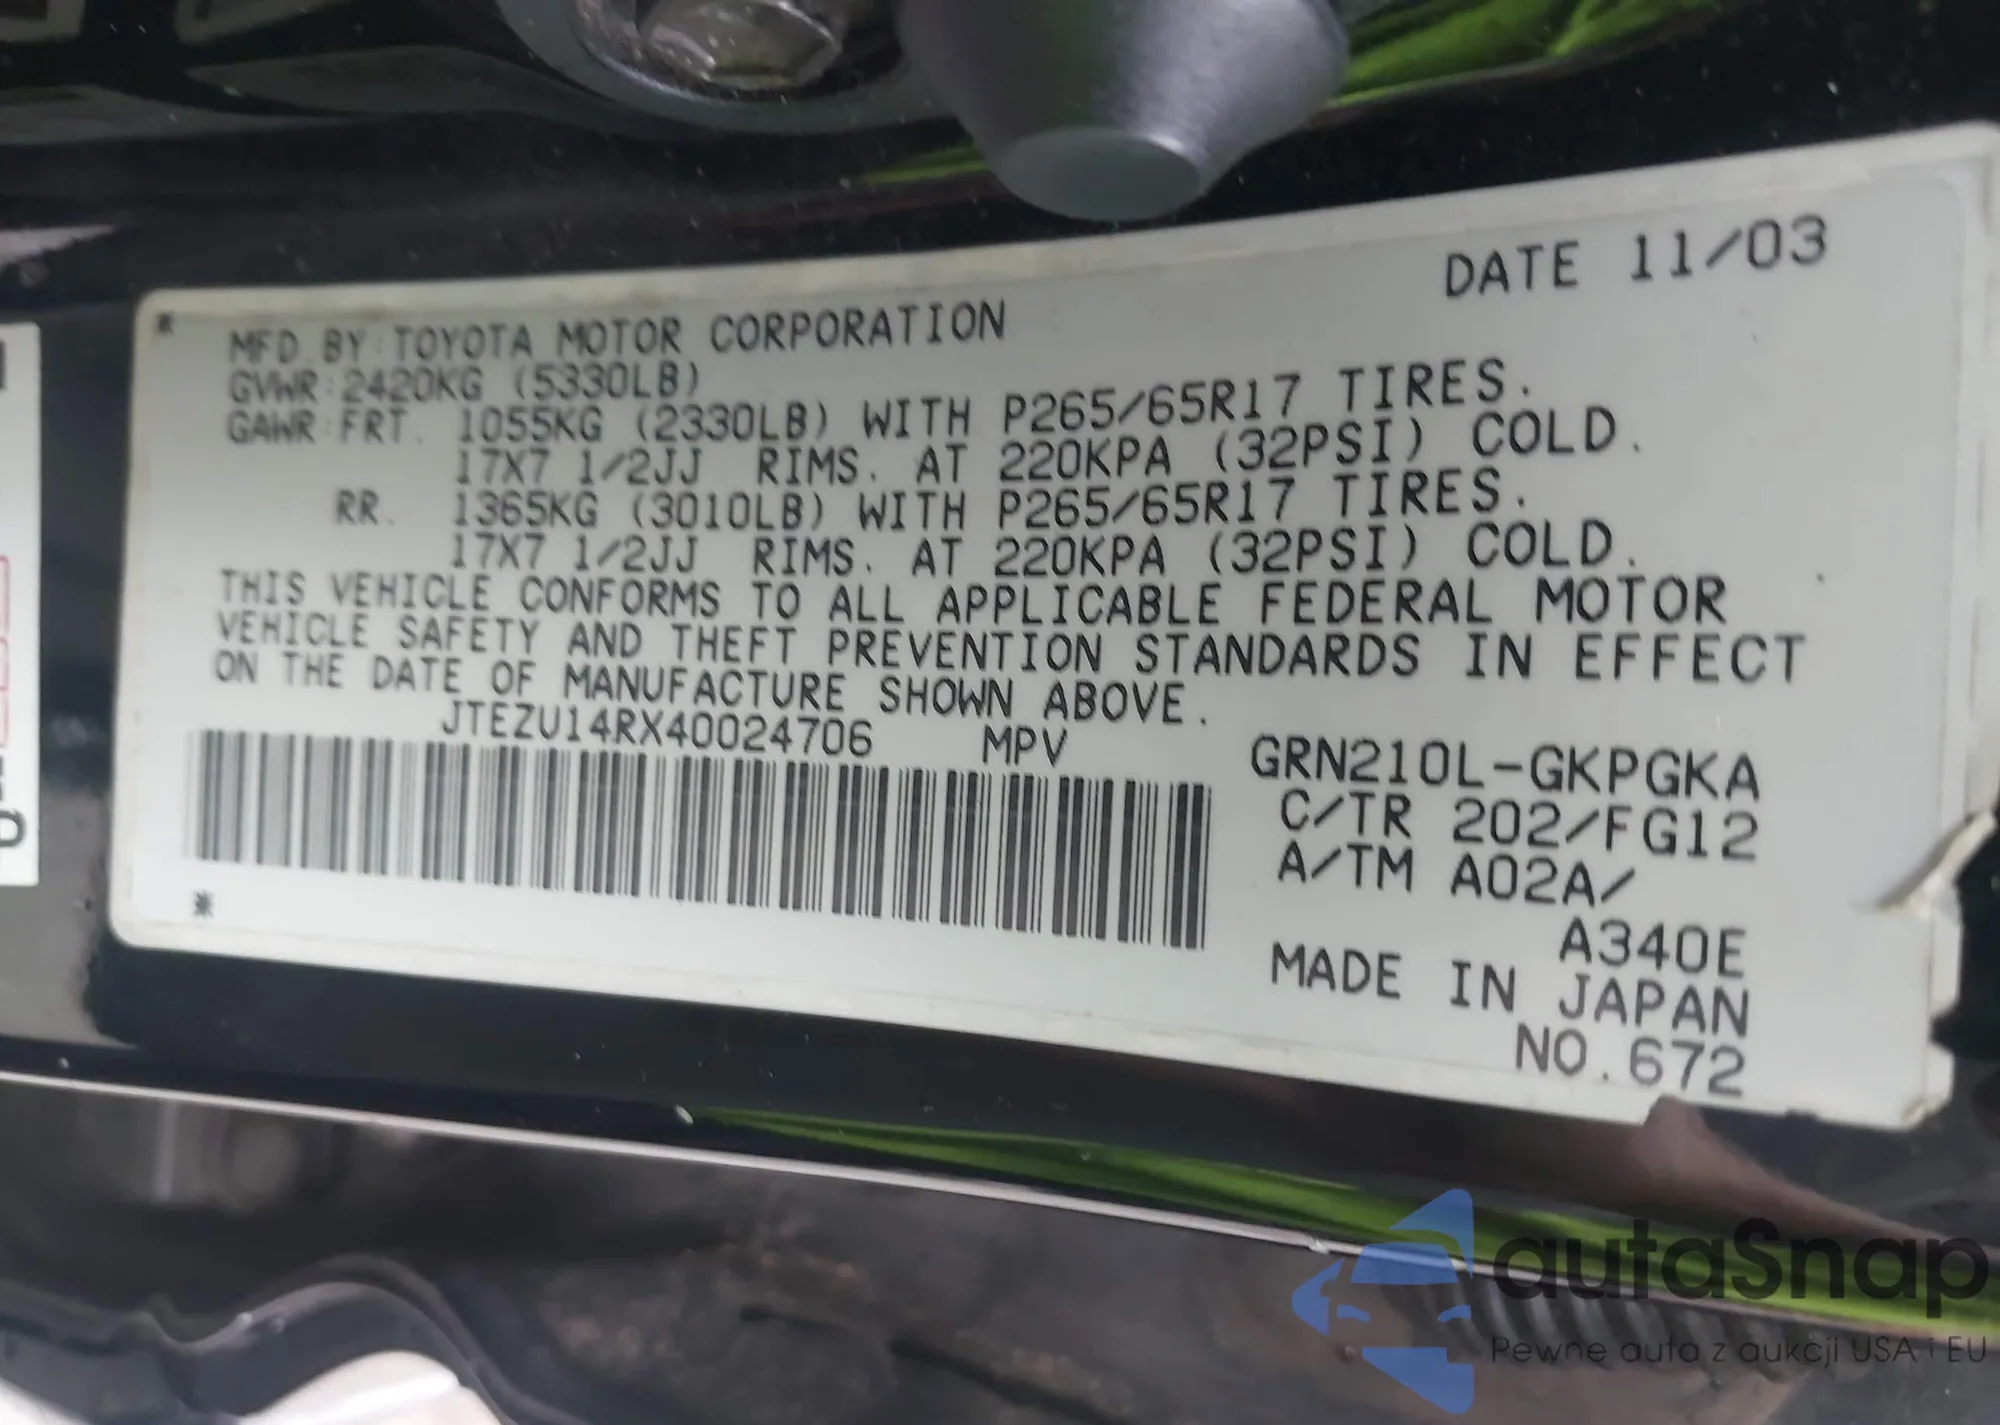 DATE 11/03
MFD. BY: TOYOTA MOTOR CORPORATION
GVWR: 2420KG (5330LB)
GAWR: FRT. 1055KG (2330LB) WITH P265/65R17 TIRES.
17X7 1/2JJ RIMS. AT 220KPA (32PSI) COLD.
RR. 1365KG (3010LB) WITH P265/65R17 TIRES.
17X7 1/2JJ RIMS. AT 220KPA (32PSI) COLD.
THIS VEHICLE CONFORMS TO ALL APPLICABLE FEDERAL MOTOR
VEHICLE SAFETY AND THEFT PREVENTION STANDARDS IN EFFECT
ON THE DATE OF MANUFACTURE SHOWN ABOVE.
JTEZU14RX40024706 MPV
GRN210L-GKPGKA
C/TR 202/FG12
A/TM A02A/
A340E
MADE IN JAPAN
NO.672
autaSnap
Pewne auta z aukcji USA i EU